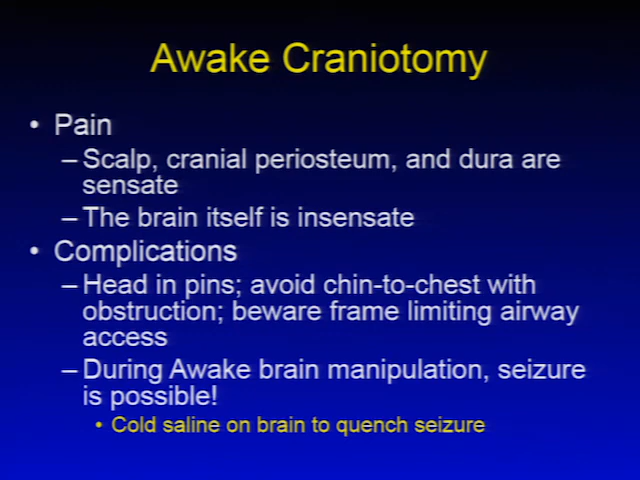 Awake Craniotomy
• Pain
– Scalp, cranial periosteum, and dura are
sensate
– The brain itself is insensate
• Complications
– Head in pins; avoid chin-to-chest with
obstruction; beware frame limiting airway
access
– During Awake brain manipulation, seizure
is possible!
• Cold saline on brain to quench seizure